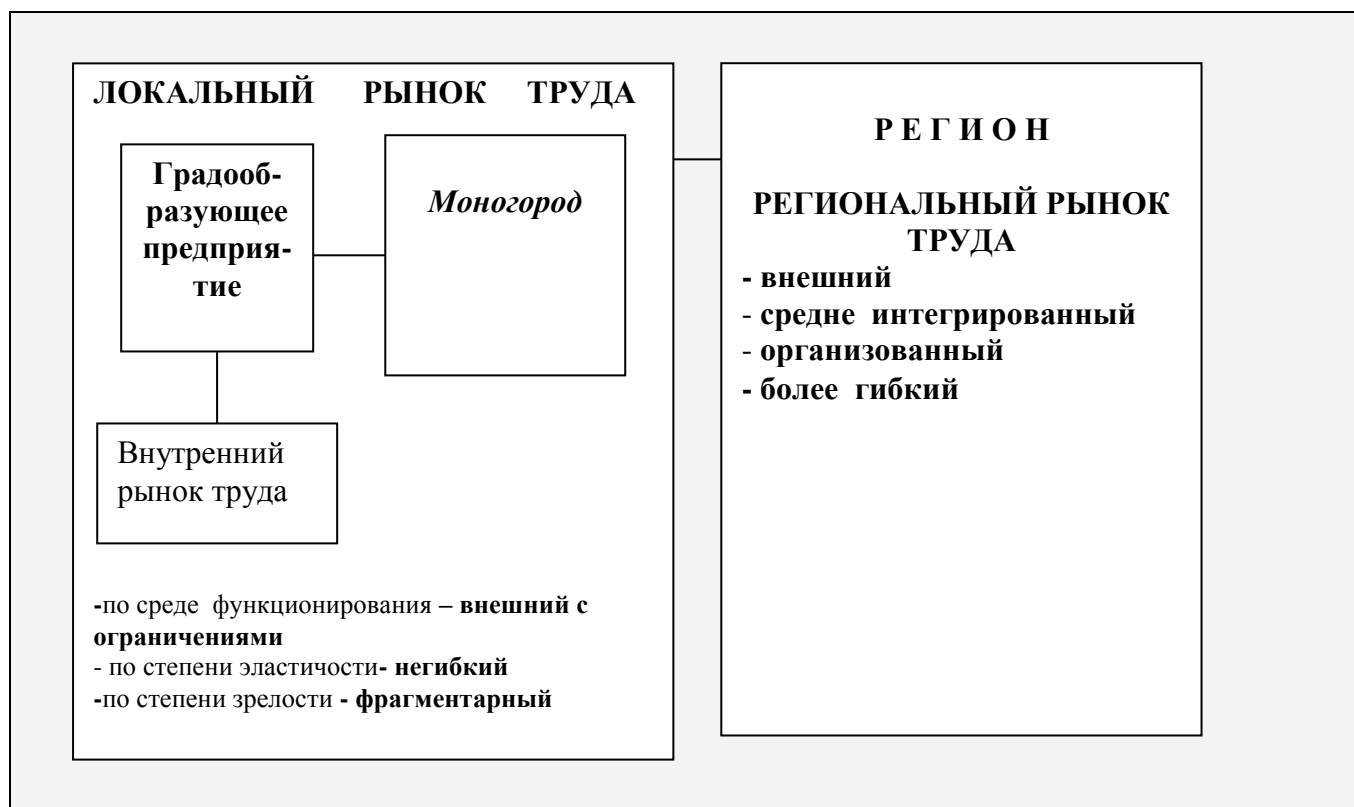 ЛОКАЛЬНЫЙ РЫНОК ТРУДА
Градооб-
разующее
предприя-
тие
Моногород
Внутренний
рынок труда
-по среде функционирования – внешний с
ограничениями
- по степени эластичости- негибкий
-по степени зрелости - фрагментарный
Р Е Г И О Н
РЕГИОНАЛЬНЫЙ РЫНОК
ТРУДА
- внешний
- средне интегрированный
- организованный
- более гибкий